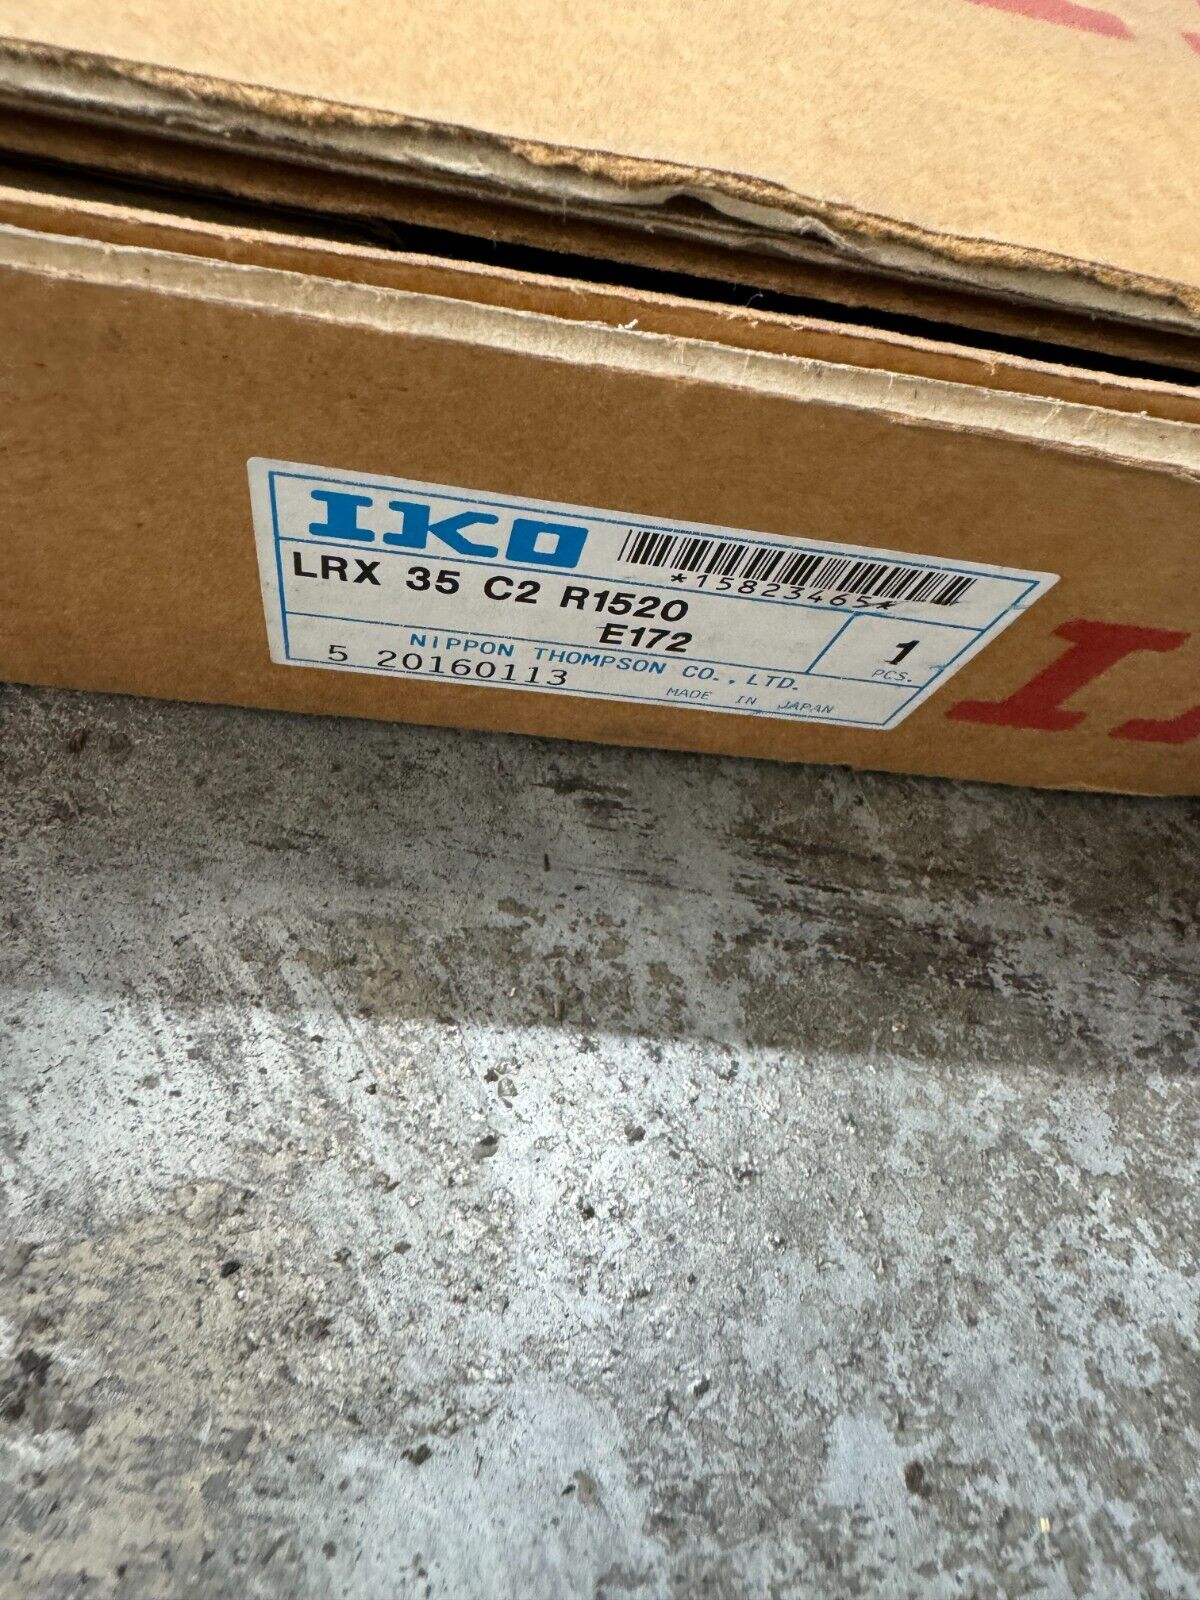 IKO
*15823465*
LRX 35 C2 R1520
E172
1
PCS.
NIPPON THOMPSON CO., LTD.
5 20160113
MADE IN JAPAN